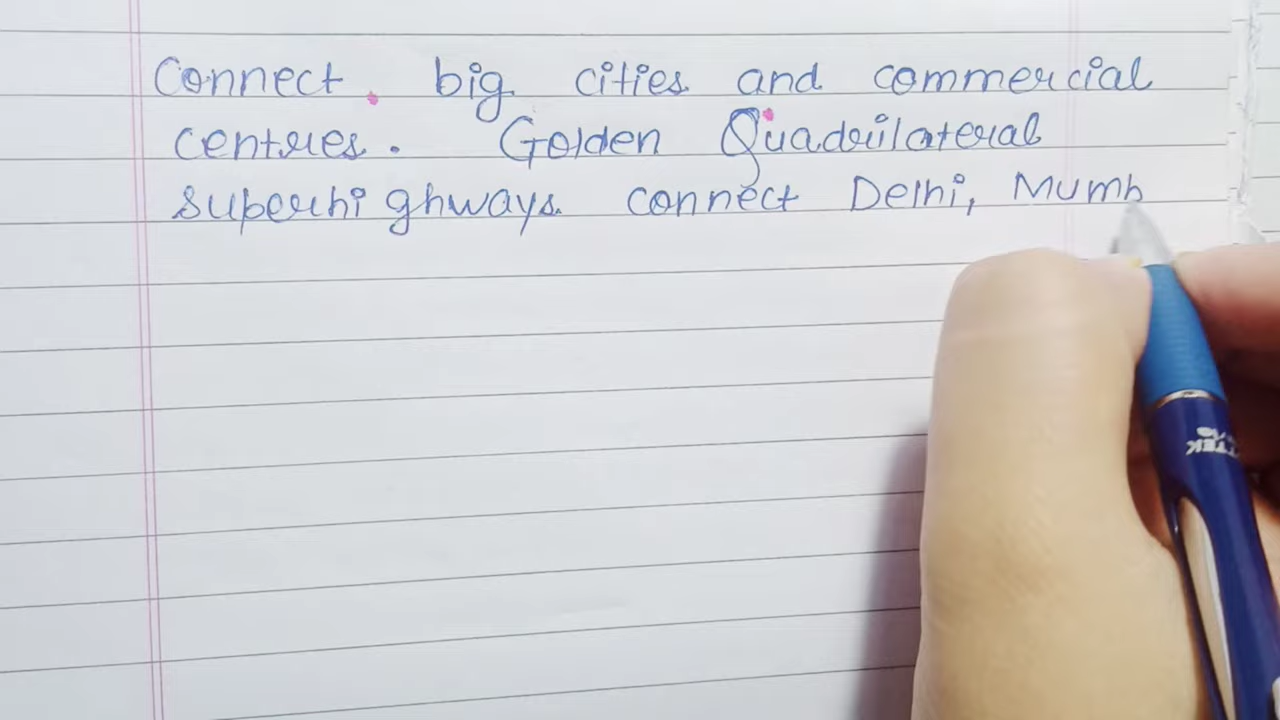 Connect big cities and commercial
centres. Golden Quadrilateral
superhighways connect Delhi, Mumb